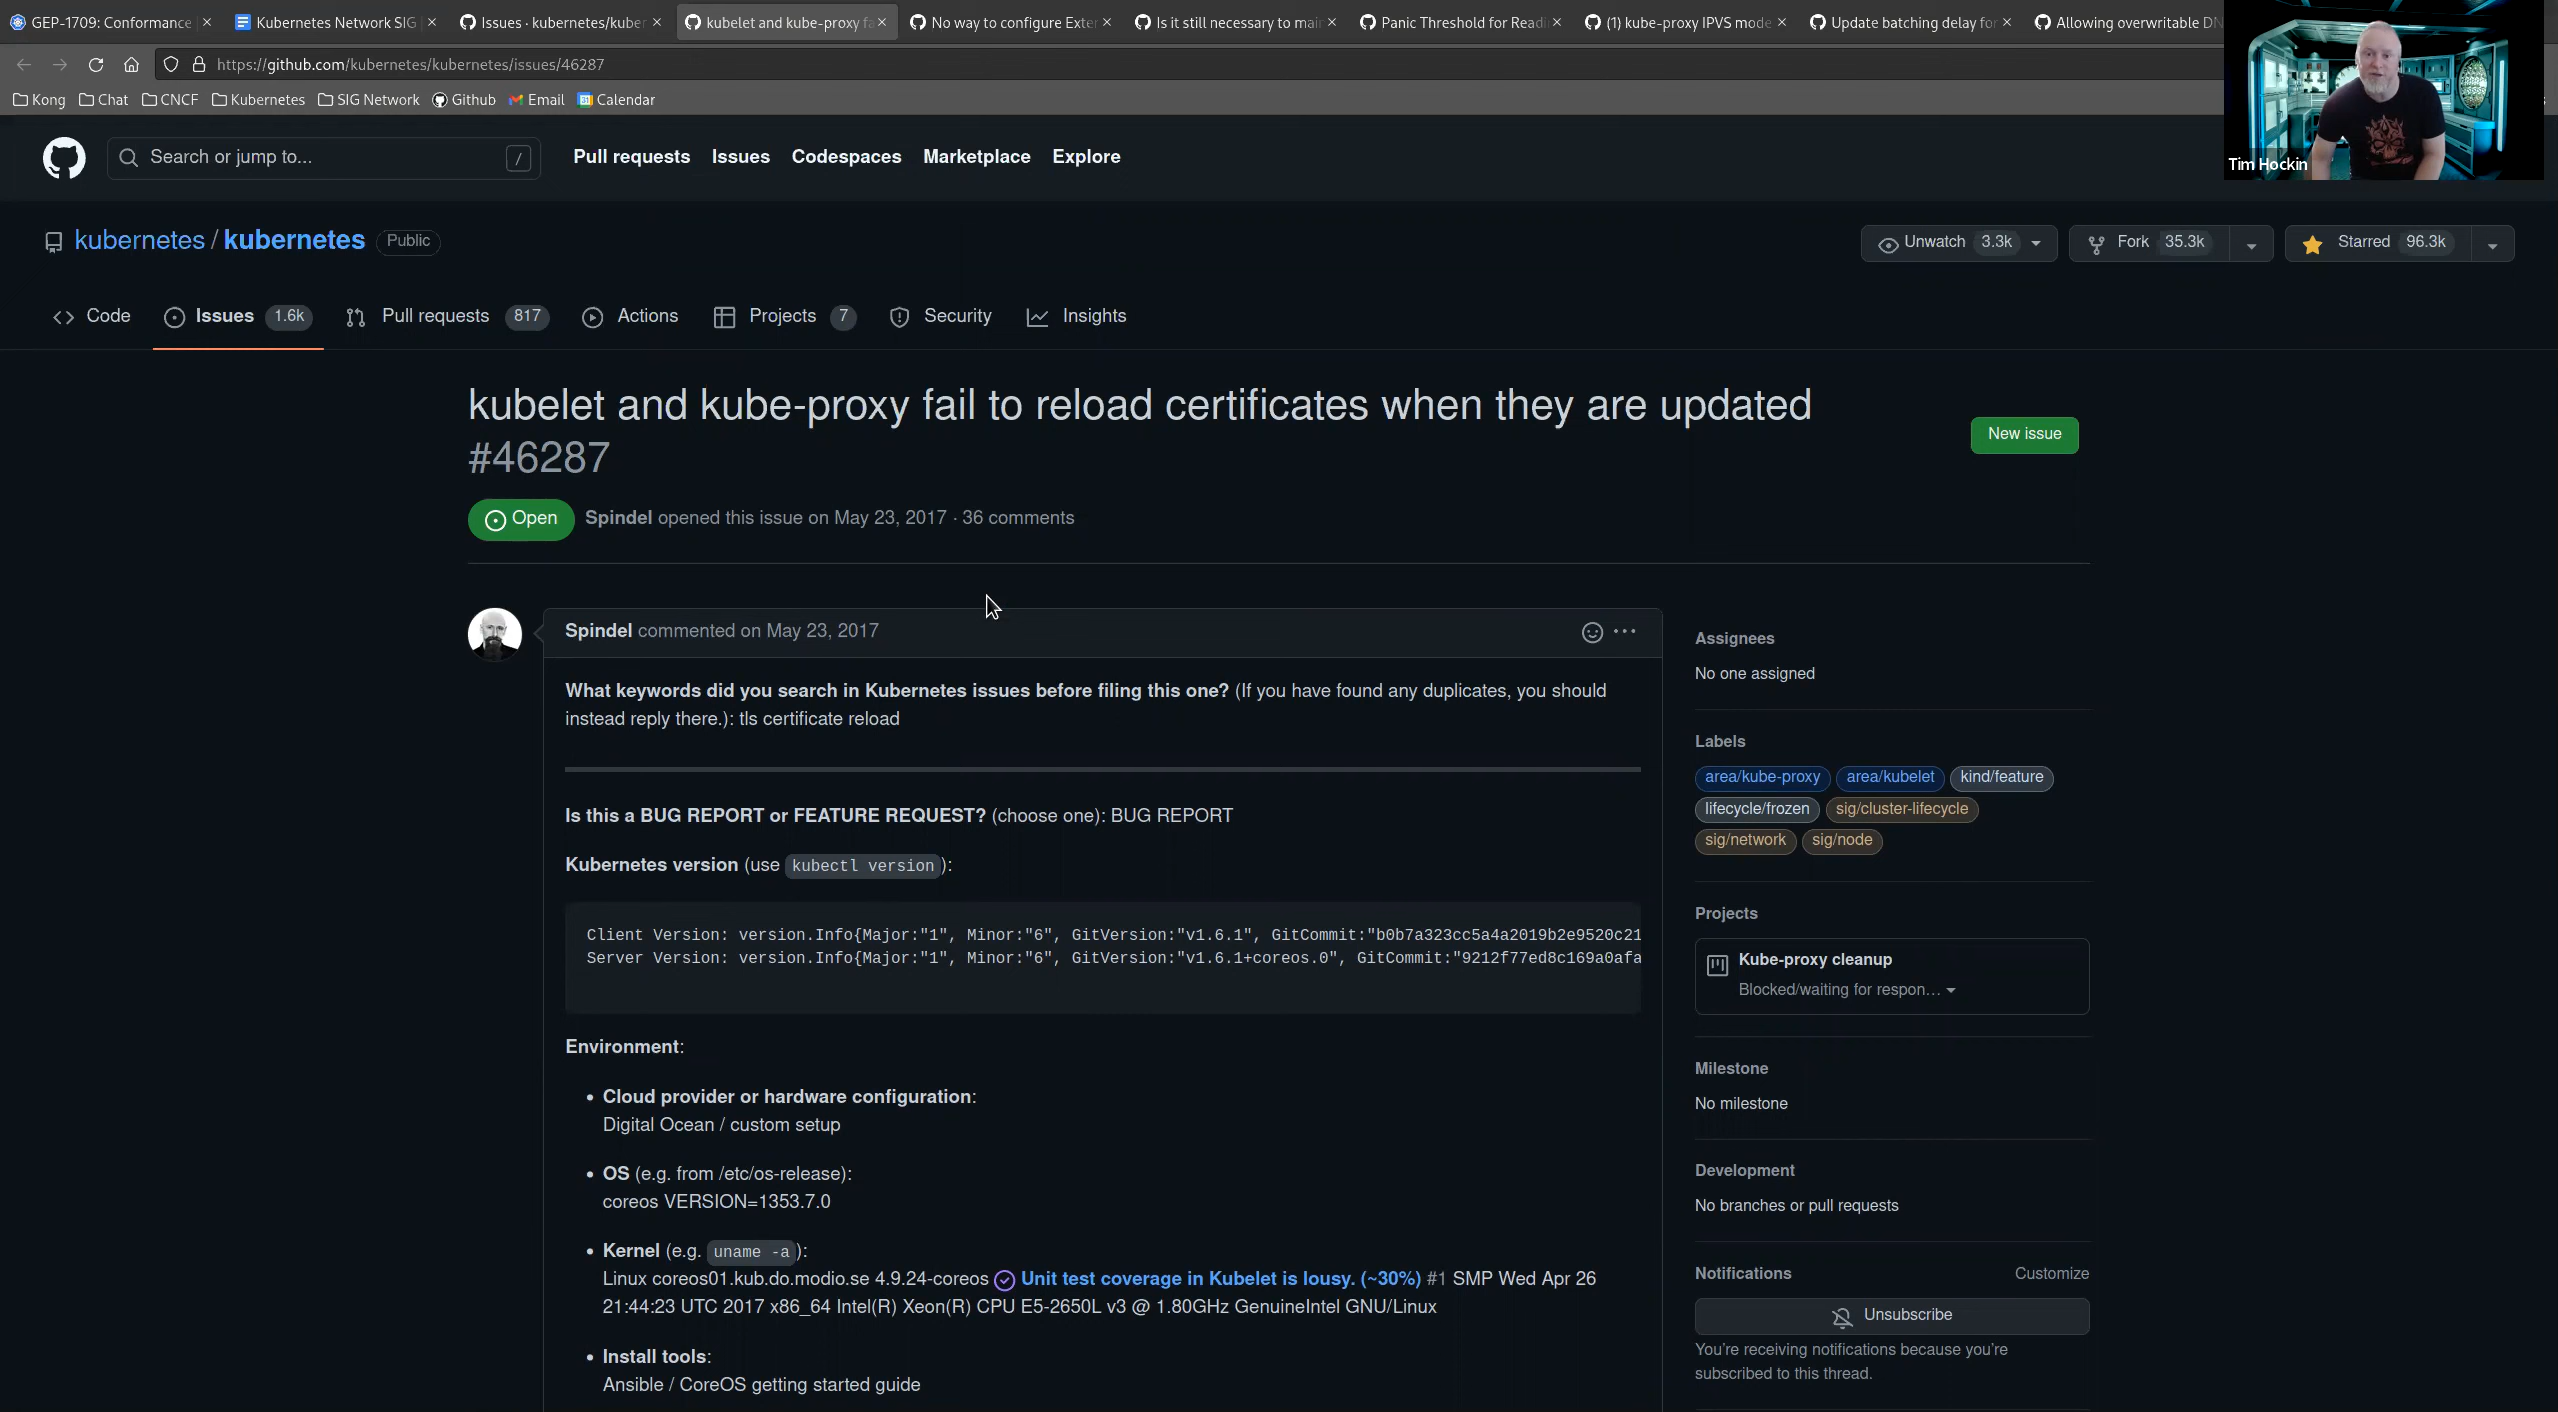 GEP-1709: Conformance
Kubernetes Network SIG
Issues · kubernetes/kuber
kubelet and kube-proxy fa
No way to configure Exter
Is it still necessary to mai
Panic Threshold for Readi
(1) kube-proxy IPVS mode
Update batching delay for
Allowing overwritable DN
https://github.com/kubernetes/kubernetes/issues/46287
Kong Chat CNCF Kubernetes SIG Network Github Email Calendar
Tim Hockin
Search or jump to... /
Pull requests Issues Codespaces Marketplace Explore
kubernetes / kubernetes Public
Unwatch 3.3k Fork 35.3k Starred 96.3k
Code Issues 1.6k Pull requests 817 Actions Projects 7 Security Insights
kubelet and kube-proxy fail to reload certificates when they are updated
#46287
New issue
Open Spindel opened this issue on May 23, 2017 · 36 comments
Spindel commented on May 23, 2017
What keywords did you search in Kubernetes issues before filing this one? (If you have found any duplicates, you should
instead reply there.): tls certificate reload
Is this a BUG REPORT or FEATURE REQUEST? (choose one): BUG REPORT
Kubernetes version (use kubectl version):
Client Version: version.Info{Major:"1", Minor:"6", GitVersion:"v1.6.1", GitCommit:"b0b7a323cc5a4a2019b2e9520c21
Server Version: version.Info{Major:"1", Minor:"6", GitVersion:"v1.6.1+coreos.0", GitCommit:"9212f77ed8c169a0afa
Environment:
• Cloud provider or hardware configuration:
Digital Ocean / custom setup
• OS (e.g. from /etc/os-release):
coreos VERSION=1353.7.0
• Kernel (e.g. uname -a):
Linux coreos01.kub.do.modio.se 4.9.24-coreos Unit test coverage in Kubelet is lousy. (~30%) #1 SMP Wed Apr 26
21:44:23 UTC 2017 x86_64 Intel(R) Xeon(R) CPU E5-2650L v3 @ 1.80GHz GenuineIntel GNU/Linux
• Install tools:
Ansible / CoreOS getting started guide
Assignees
No one assigned
Labels
area/kube-proxy area/kubelet kind/feature
lifecycle/frozen sig/cluster-lifecycle
sig/network sig/node
Projects
Kube-proxy cleanup
Blocked/waiting for respon...
Milestone
No milestone
Development
No branches or pull requests
Notifications Customize
Unsubscribe
You're receiving notifications because you're
subscribed to this thread.